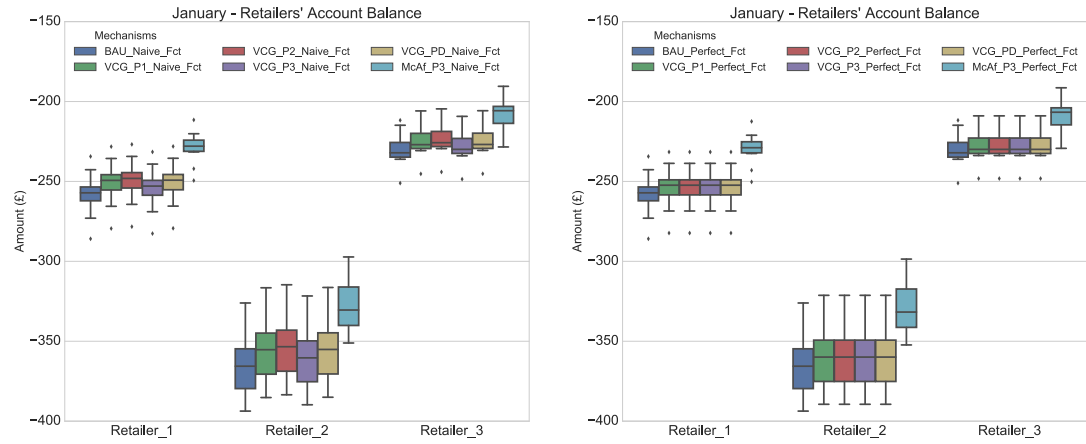 January - Retailers' Account Balance
Mechanisms
BAU_Naive_Fct
VCG_P1_Naive_Fct
VCG_P2_Naive_Fct
VCG_P3_Naive_Fct
VCG_PD_Naive_Fct
McAf_P3_Naive_Fct
Amount (£)
−150
−200
−250
−300
−350
−400
Retailer_1
Retailer_2
Retailer_3
January - Retailers' Account Balance
Mechanisms
BAU_Perfect_Fct
VCG_P1_Perfect_Fct
VCG_P2_Perfect_Fct
VCG_P3_Perfect_Fct
VCG_PD_Perfect_Fct
McAf_P3_Perfect_Fct
Amount (£)
−150
−200
−250
−300
−350
−400
Retailer_1
Retailer_2
Retailer_3